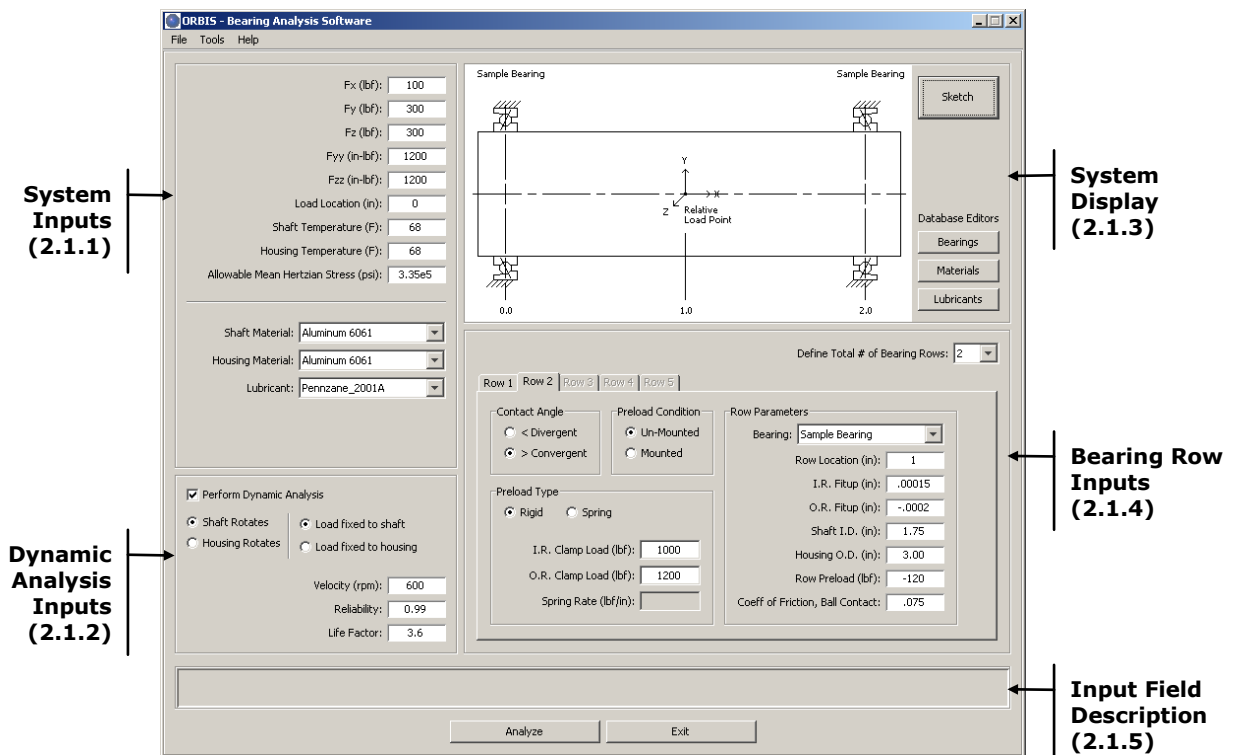 ORBIS - Bearing Analysis Software
File Tools Help
System
Inputs
(2.1.1)
Fx (lbf): 100
Fy (lbf): 300
Fz (lbf): 300
Fyy (in-lbf): 1200
Fzz (in-lbf): 1200
Load Location (in): 0
Shaft Temperature (F): 68
Housing Temperature (F): 68
Allowable Mean Hertzian Stress (psi): 3.35e5
Shaft Material: Aluminum 6061
Housing Material: Aluminum 6061
Lubricant: Pennzane_2001A
Sample Bearing
Sample Bearing
Y
X
Z
Relative
Load Point
0.0
1.0
2.0
Sketch
Database Editors
Bearings
Materials
Lubricants
System
Display
(2.1.3)
Dynamic
Analysis
Inputs
(2.1.2)
Perform Dynamic Analysis
Shaft Rotates
Housing Rotates
Load fixed to shaft
Load fixed to housing
Velocity (rpm): 600
Reliability: 0.99
Life Factor: 3.6
Define Total # of Bearing Rows: 2
Row 1 Row 2 Row 3 Row 4 Row 5
Contact Angle
< Divergent
> Convergent
Preload Condition
Un-Mounted
Mounted
Preload Type
Rigid Spring
I.R. Clamp Load (lbf): 1000
O.R. Clamp Load (lbf): 1200
Spring Rate (lbf/in):
Row Parameters
Bearing: Sample Bearing
Row Location (in): 1
I.R. Fitup (in): .00015
O.R. Fitup (in): -.0002
Shaft I.D. (in): 1.75
Housing O.D. (in): 3.00
Row Preload (lbf): -120
Coeff of Friction, Ball Contact: .075
Bearing Row
Inputs
(2.1.4)
Input Field
Description
(2.1.5)
Analyze
Exit